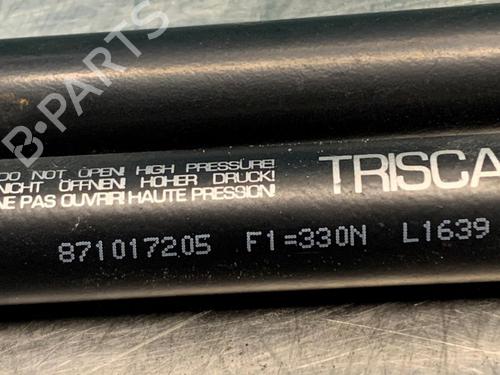 B-PARTS
DO NOT OPEN! HIGH PRESSURE!
NICHT ÖFFNEN! HOHER DRUCK!
NE PAS OUVRIR! HAUTE PRESSION!
TRISCA
871017205 F1=330N L1639